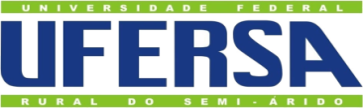 UNIVERSIDADE FEDERAL
UFERSA
RURAL DO SEMI-ÁRIDO